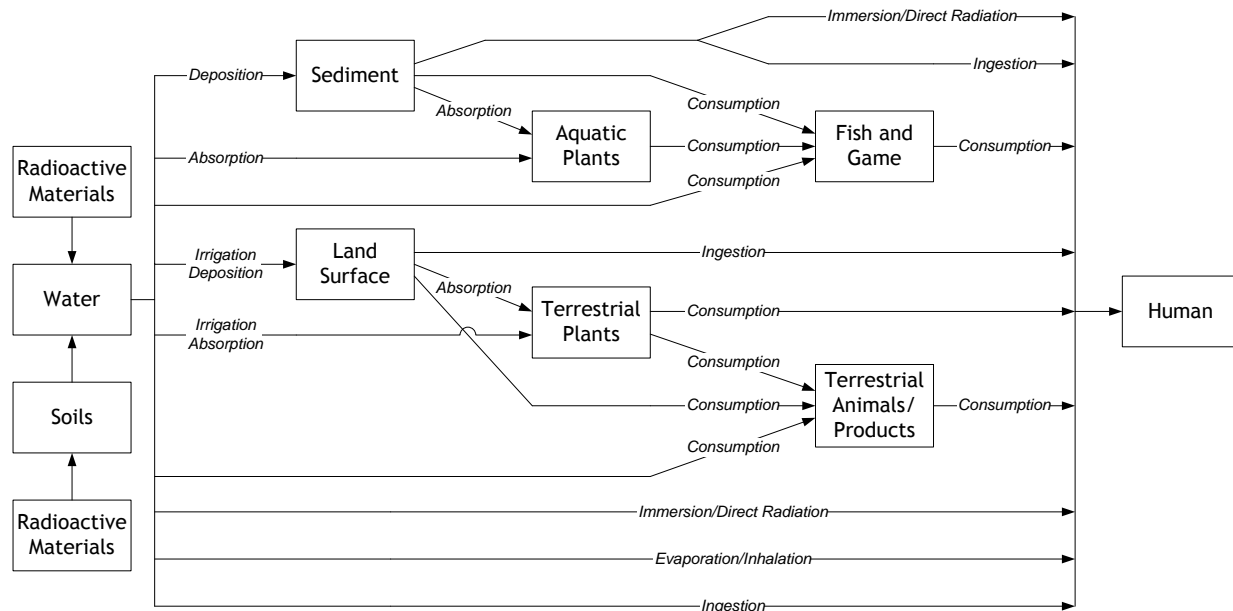 Immersion/Direct Radiation
Deposition
Sediment
Ingestion
Absorption
Consumption
Radioactive
Materials
Absorption
Aquatic
Plants
Consumption
Fish and
Game
Consumption
Consumption
Water
Irrigation
Deposition
Land
Surface
Ingestion
Absorption
Human
Irrigation
Absorption
Terrestrial
Plants
Consumption
Consumption
Soils
Consumption
Terrestrial
Animals/
Products
Consumption
Consumption
Radioactive
Materials
Immersion/Direct Radiation
Evaporation/Inhalation
Ingestion